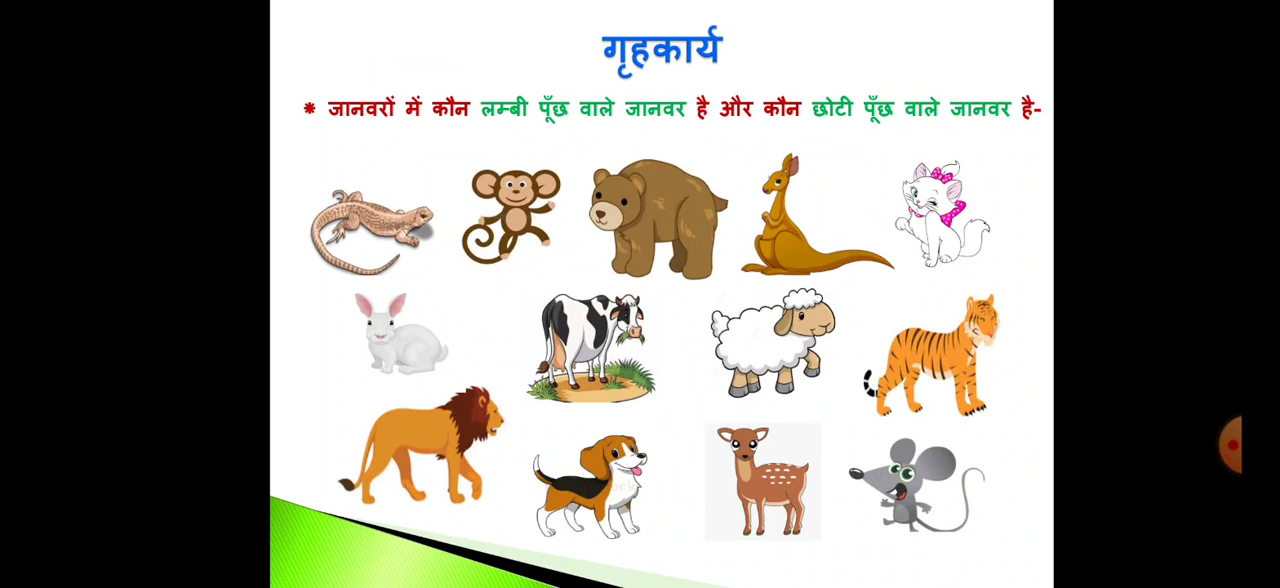 गृहकार्य
* जानवरों में कौन लम्बी पूँछ वाले जानवर है और कौन छोटी पूँछ वाले जानवर है-